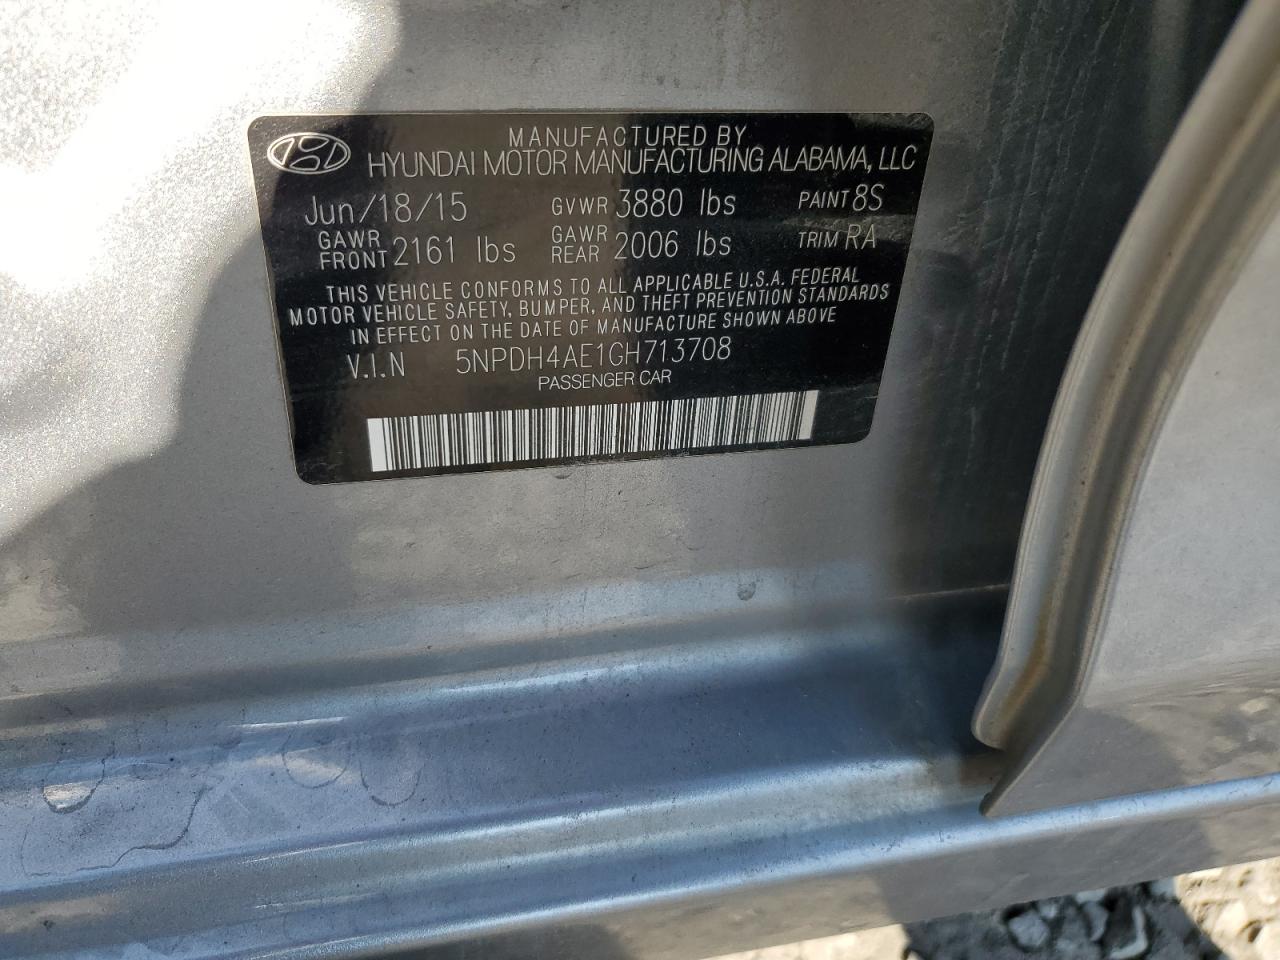 MANUFACTURED BY
HYUNDAI MOTOR MANUFACTURING ALABAMA, LLC
Jun/18/15 GVWR 3880 lbs PAINT 8S
GAWR FRONT 2161 lbs GAWR REAR 2006 lbs TRIM RA
THIS VEHICLE CONFORMS TO ALL APPLICABLE U.S.A. FEDERAL
MOTOR VEHICLE SAFETY, BUMPER, AND THEFT PREVENTION STANDARDS
IN EFFECT ON THE DATE OF MANUFACTURE SHOWN ABOVE
V.I.N 5NPDH4AE1GH713708
PASSENGER CAR